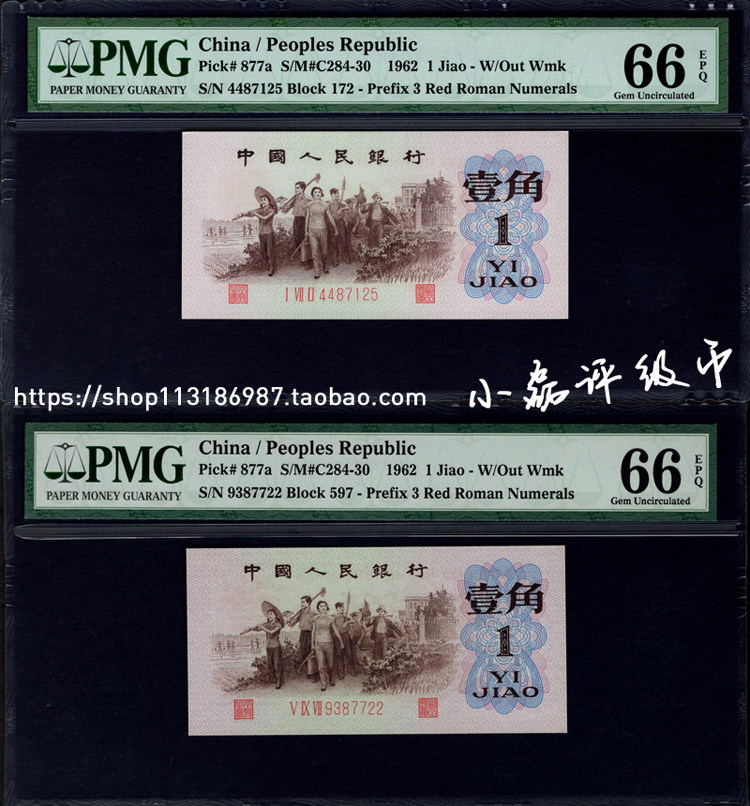 PMG
PAPER MONEY GUARANTY
China / Peoples Republic
Pick# 877a S/M#C284-30 1962 1 Jiao - W/Out Wmk
S/N 4487125 Block 172 - Prefix 3 Red Roman Numerals
66
EPQ
Gem Uncirculated
中國人民銀行
壹角
1
YI
JIAO
I VII II 4487125
https://shop113186987.taobao.com
小磊评级币
PMG
PAPER MONEY GUARANTY
China / Peoples Republic
Pick# 877a S/M#C284-30 1962 1 Jiao - W/Out Wmk
S/N 9387722 Block 597 - Prefix 3 Red Roman Numerals
66
EPQ
Gem Uncirculated
中國人民銀行
壹角
1
YI
JIAO
V IX VII 9387722